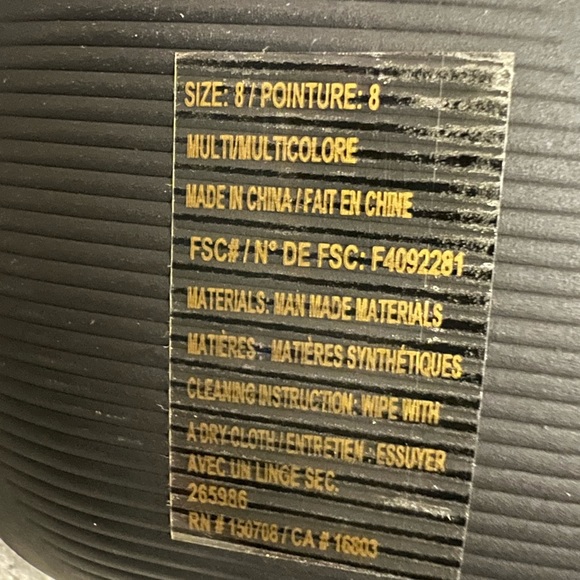 SIZE: 8 / POINTURE: 8
MULTI/MULTICOLORE
MADE IN CHINA / FAIT EN CHINE
FSC# / N° DE FSC: F4092281
MATERIALS: MAN MADE MATERIALS
MATIÈRES: MATIÈRES SYNTHÉTIQUES
CLEANING INSTRUCTION: WIPE WITH
A DRY CLOTH / ENTRETIEN : ESSUYER
AVEC UN LINGE SEC.
265986
RN # 150708 / CA # 16803